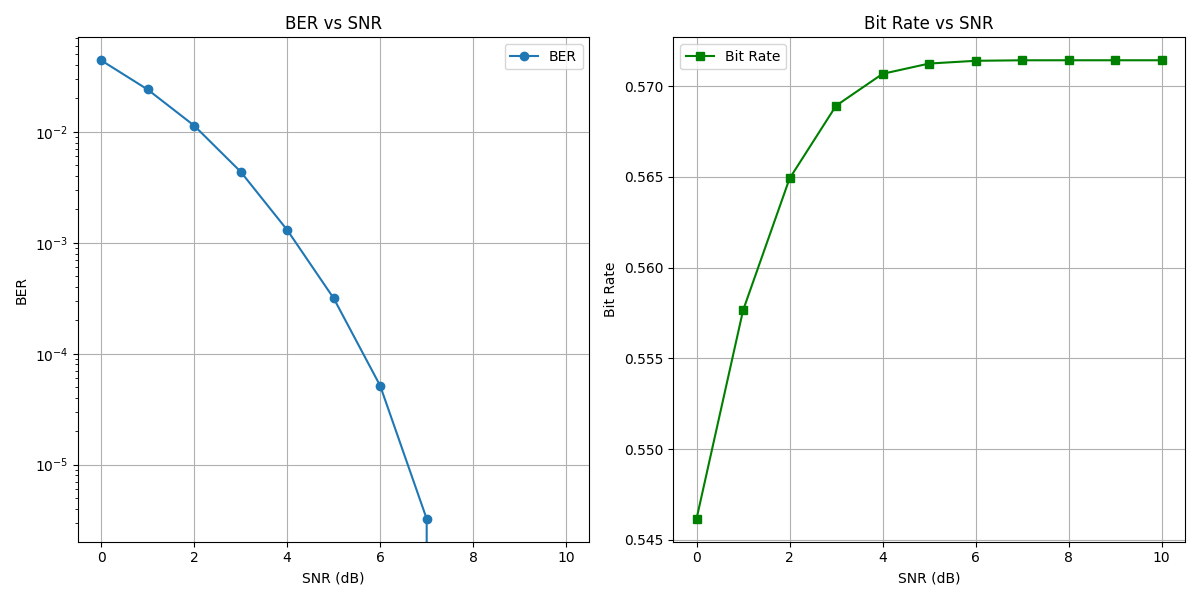 BER vs SNR
BER
10⁻²
10⁻³
10⁻⁴
10⁻⁵
BER
0 2 4 6 8 10
SNR (dB)
Bit Rate vs SNR
Bit Rate
0.570
0.565
0.560
0.555
0.550
0.545
Bit Rate
0 2 4 6 8 10
SNR (dB)